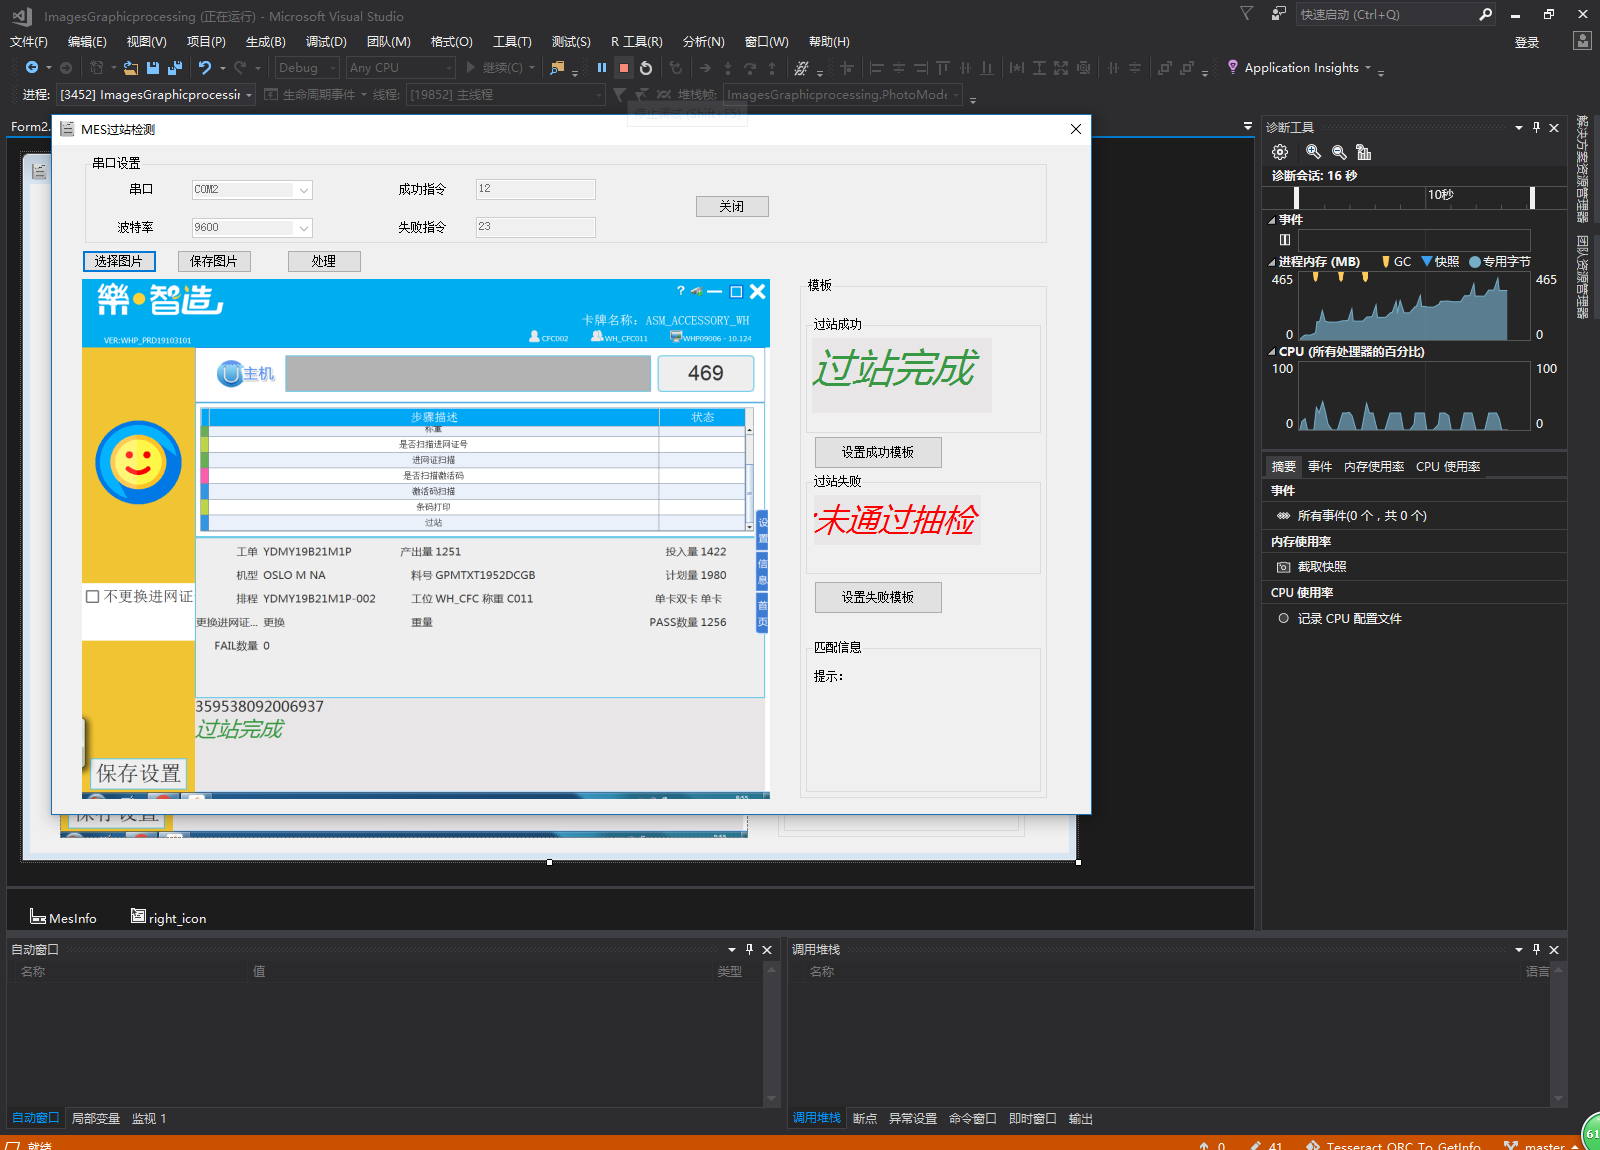 ImagesGraphicprocessing (正在运行) - Microsoft Visual Studio
快速启动 (Ctrl+Q)
文件(F) 编辑(E) 视图(V) 项目(P) 生成(B) 调试(D) 团队(M) 格式(O) 工具(T) 测试(S) R 工具(R) 分析(N) 窗口(W) 帮助(H)
登录
Debug Any CPU 继续(C) Application Insights
进程: [3452] ImagesGraphicprocessin 生命周期事件 线程: [19852] 主线程 堆栈帧: ImagesGraphicprocessing.PhotoMode
停止调试 (Shift+F5)
Form2.
MES过站检测
串口设置
串口 COM2 成功指令 12
关闭
波特率 9600 失败指令 23
选择图片 保存图片 处理
樂·智造
? 
卡牌名称: ASM_ACCESSORY_WH
VER:WHP_PRD19103101 CFC002 WH_CFC011 WHP09006 - 10.124
主机 469
步骤描述 状态
称重
是否扫描进网证号
进网证扫描
是否扫描激活码
激活码扫描
条码打印
过站
设置
信息
首页
工单 YDMY19B21M1P 产出量 1251 投入量 1422
机型 OSLO M NA 料号 GPMTXT1952DCGB 计划量 1980
排程 YDMY19B21M1P-002 工位 WH_CFC 称重 C011 单卡双卡 单卡
更换进网证... 更换 重量 PASS数量 1256
FAIL数量 0
不更换进网证
359538092006937
过站完成
保存设置
模板
过站成功
过站完成
设置成功模板
过站失败
未通过抽检
设置失败模板
匹配信息
提示:
保存设置
MesInfo right_icon
诊断工具
诊断会话: 16 秒
10秒
事件
进程内存 (MB) GC 快照 专用字节
465 465
0 0
CPU (所有处理器的百分比)
100 100
0 0
摘要 事件 内存使用率 CPU 使用率
事件
所有事件(0 个，共 0 个)
内存使用率
截取快照
CPU 使用率
记录 CPU 配置文件
解决方案资源管理器
团队资源管理器
自动窗口
名称 值 类型
自动窗口 局部变量 监视 1
调用堆栈
名称 语言
调用堆栈 断点 异常设置 命令窗口 即时窗口 输出
就绪
0 41 Tesseract_ORC_To_GetInfo master
61